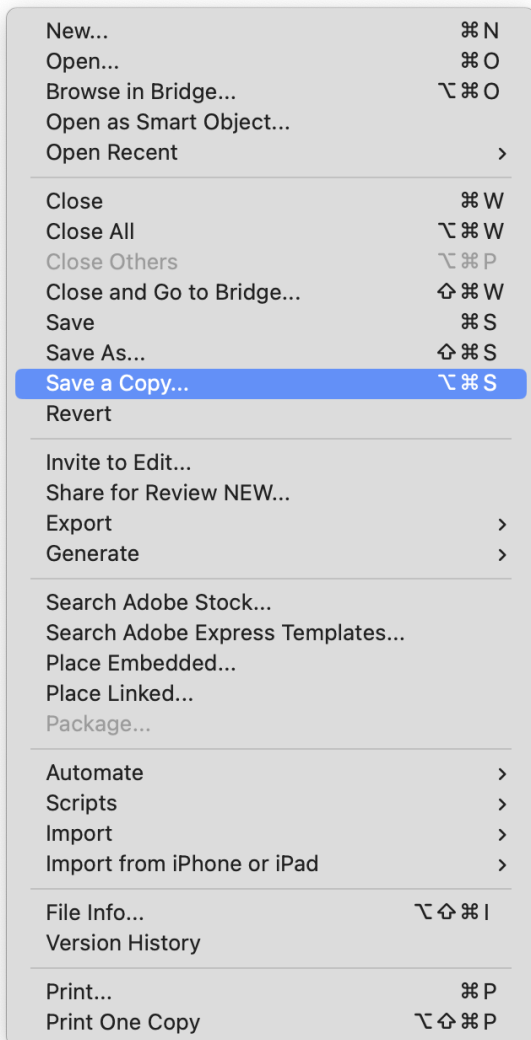 New... ⌘N
Open... ⌘O
Browse in Bridge... ⌥⌘O
Open as Smart Object...
Open Recent >
Close ⌘W
Close All ⌥⌘W
Close Others ⌥⌘P
Close and Go to Bridge... ⇧⌘W
Save ⌘S
Save As... ⇧⌘S
Save a Copy... ⌥⌘S
Revert
Invite to Edit...
Share for Review NEW...
Export >
Generate >
Search Adobe Stock...
Search Adobe Express Templates...
Place Embedded...
Place Linked...
Package...
Automate >
Scripts >
Import >
Import from iPhone or iPad >
File Info... ⌥⇧⌘I
Version History
Print... ⌘P
Print One Copy ⌥⇧⌘P